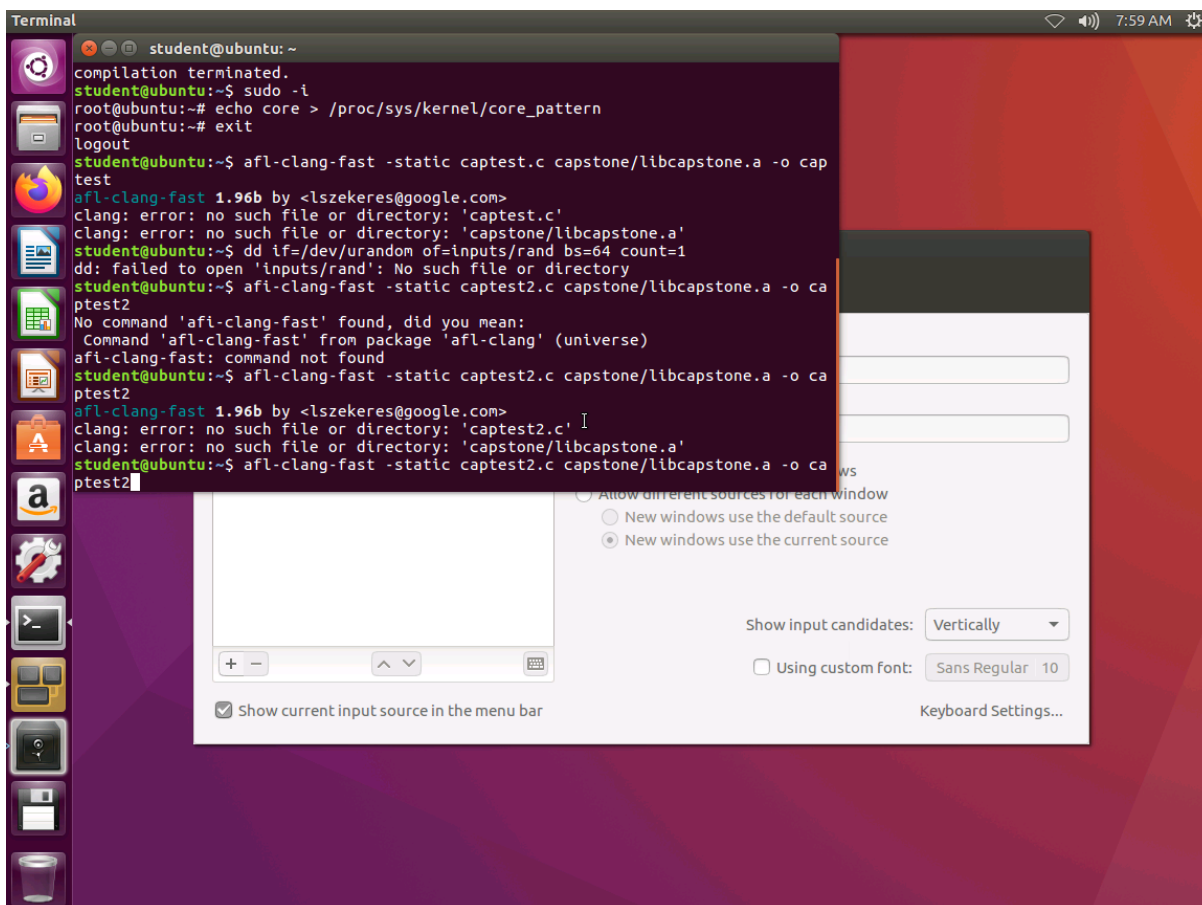 Terminal
7:59 AM
student@ubuntu: ~
compilation terminated.
student@ubuntu:~$ sudo -i
root@ubuntu:~# echo core > /proc/sys/kernel/core_pattern
root@ubuntu:~# exit
logout
student@ubuntu:~$ afl-clang-fast -static captest.c capstone/libcapstone.a -o cap
test
afl-clang-fast 1.96b by <lszekeres@google.com>
clang: error: no such file or directory: 'captest.c'
clang: error: no such file or directory: 'capstone/libcapstone.a'
student@ubuntu:~$ dd if=/dev/urandom of=inputs/rand bs=64 count=1
dd: failed to open 'inputs/rand': No such file or directory
student@ubuntu:~$ afi-clang-fast -static captest2.c capstone/libcapstone.a -o ca
ptest2
No command 'afi-clang-fast' found, did you mean:
 Command 'afl-clang-fast' from package 'afl-clang' (universe)
afi-clang-fast: command not found
student@ubuntu:~$ afl-clang-fast -static captest2.c capstone/libcapstone.a -o ca
ptest2
afl-clang-fast 1.96b by <lszekeres@google.com>
clang: error: no such file or directory: 'captest2.c'
clang: error: no such file or directory: 'capstone/libcapstone.a'
student@ubuntu:~$ afl-clang-fast -static captest2.c capstone/libcapstone.a -o ca
ptest2
ws
Allow different sources for each window
New windows use the default source
New windows use the current source
Show input candidates: Vertically
Using custom font: Sans Regular 10
Show current input source in the menu bar
Keyboard Settings...